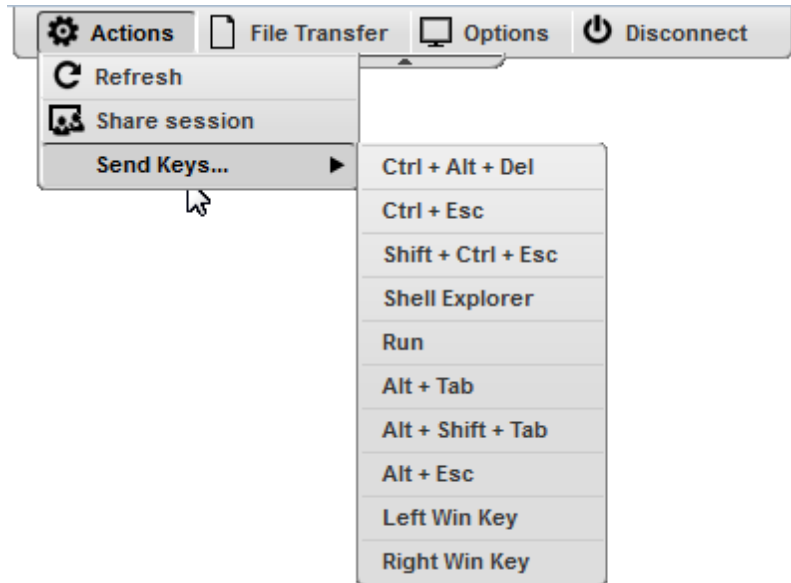 Actions File Transfer Options Disconnect
Refresh
Share session
Send Keys...
Ctrl + Alt + Del
Ctrl + Esc
Shift + Ctrl + Esc
Shell Explorer
Run
Alt + Tab
Alt + Shift + Tab
Alt + Esc
Left Win Key
Right Win Key